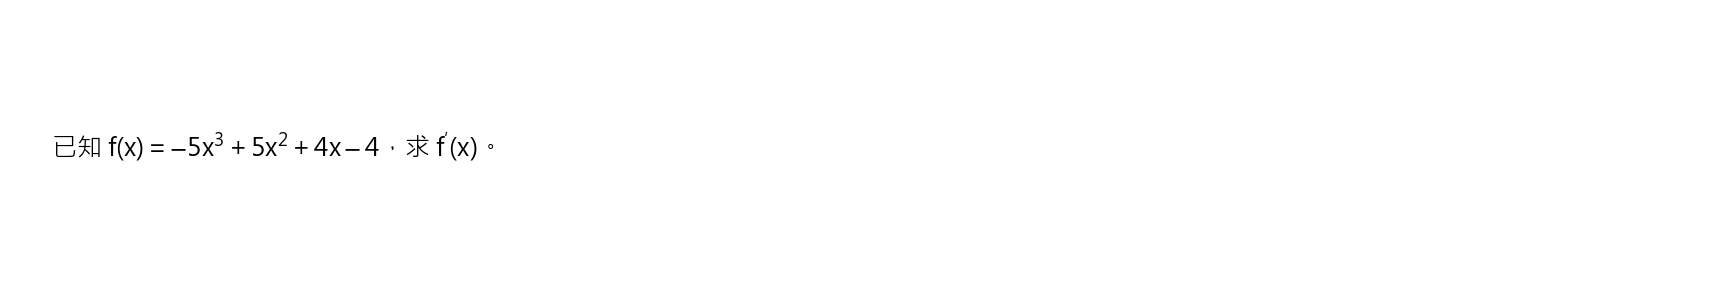 已知 f(x) = –5x³ + 5x² + 4x – 4，求 f′(x)。